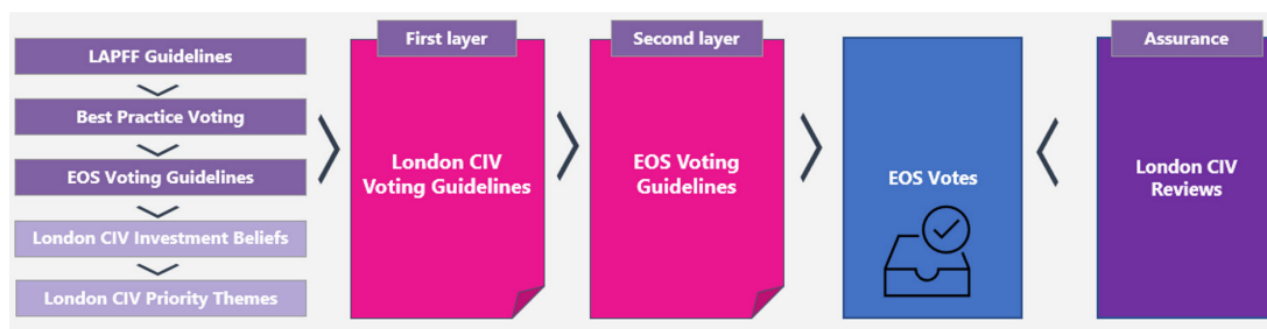 LAPFF Guidelines
Best Practice Voting
EOS Voting Guidelines
London CIV Investment Beliefs
London CIV Priority Themes
First layer
London CIV
Voting Guidelines
Second layer
EOS Voting
Guidelines
EOS Votes
Assurance
London CIV
Reviews